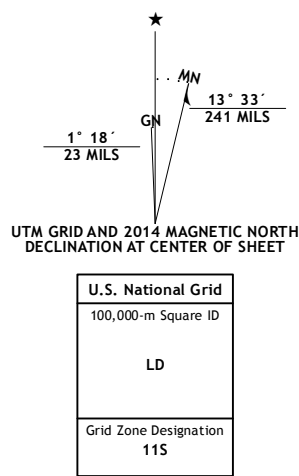 ★
MN
GN
13° 33´
241 MILS
1° 18´
23 MILS
UTM GRID AND 2014 MAGNETIC NORTH
DECLINATION AT CENTER OF SHEET
U.S. National Grid
100,000-m Square ID
LD
Grid Zone Designation
11S